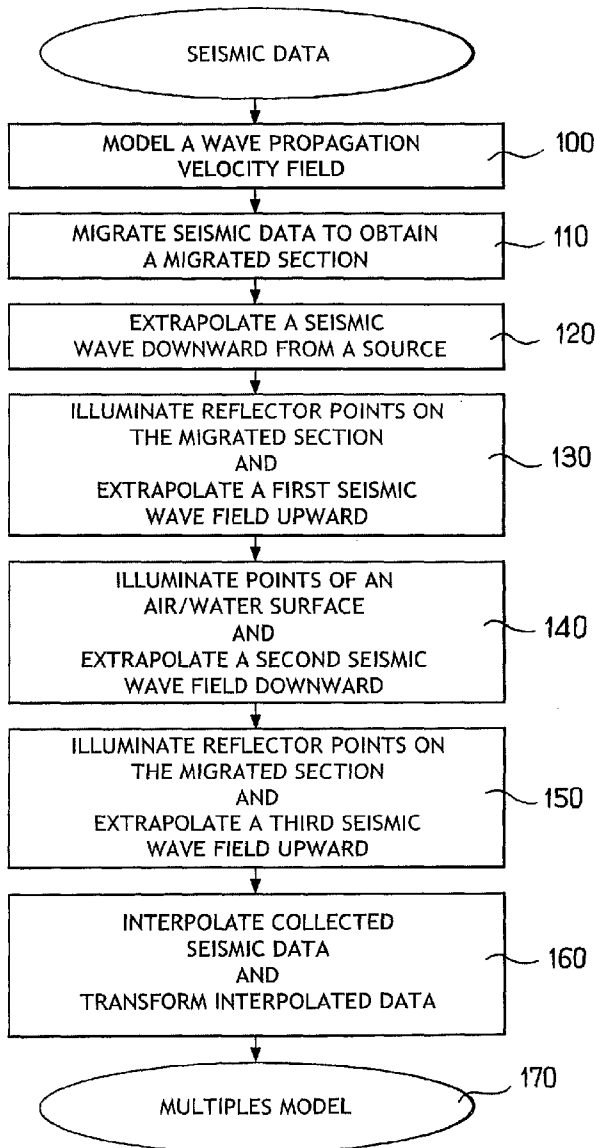 SEISMIC DATA
MODEL A WAVE PROPAGATION
VELOCITY FIELD
100
MIGRATE SEISMIC DATA TO OBTAIN
A MIGRATED SECTION
110
EXTRAPOLATE A SEISMIC
WAVE DOWNWARD FROM A SOURCE
120
ILLUMINATE REFLECTOR POINTS ON
THE MIGRATED SECTION
AND
EXTRAPOLATE A FIRST SEISMIC
WAVE FIELD UPWARD
130
ILLUMINATE POINTS OF AN
AIR/WATER SURFACE
AND
EXTRAPOLATE A SECOND SEISMIC
WAVE FIELD DOWNWARD
140
ILLUMINATE REFLECTOR POINTS ON
THE MIGRATED SECTION
AND
EXTRAPOLATE A THIRD SEISMIC
WAVE FIELD UPWARD
150
INTERPOLATE COLLECTED
SEISMIC DATA
AND
TRANSFORM INTERPOLATED DATA
160
MULTIPLES MODEL
170